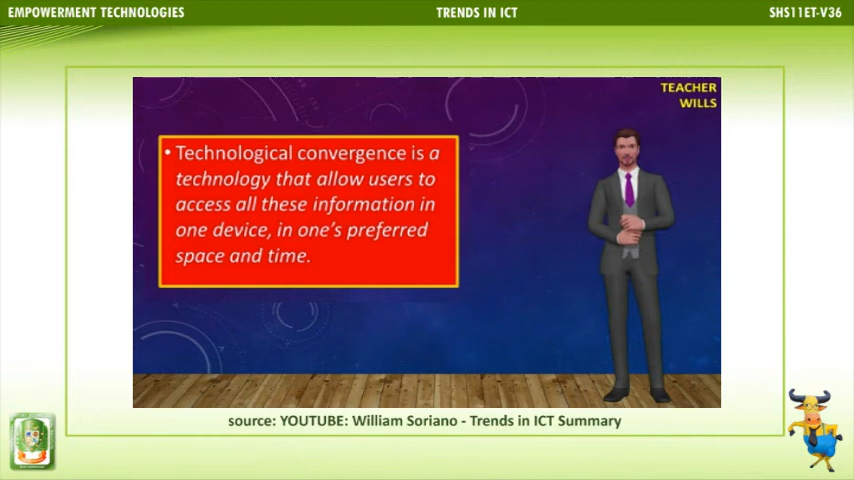 EMPOWERMENT TECHNOLOGIES
TRENDS IN ICT
SHS11ET-V36
TEACHER
WILLS
• Technological convergence is a
technology that allow users to
access all these information in
one device, in one's preferred
space and time.
source: YOUTUBE: William Soriano - Trends in ICT Summary